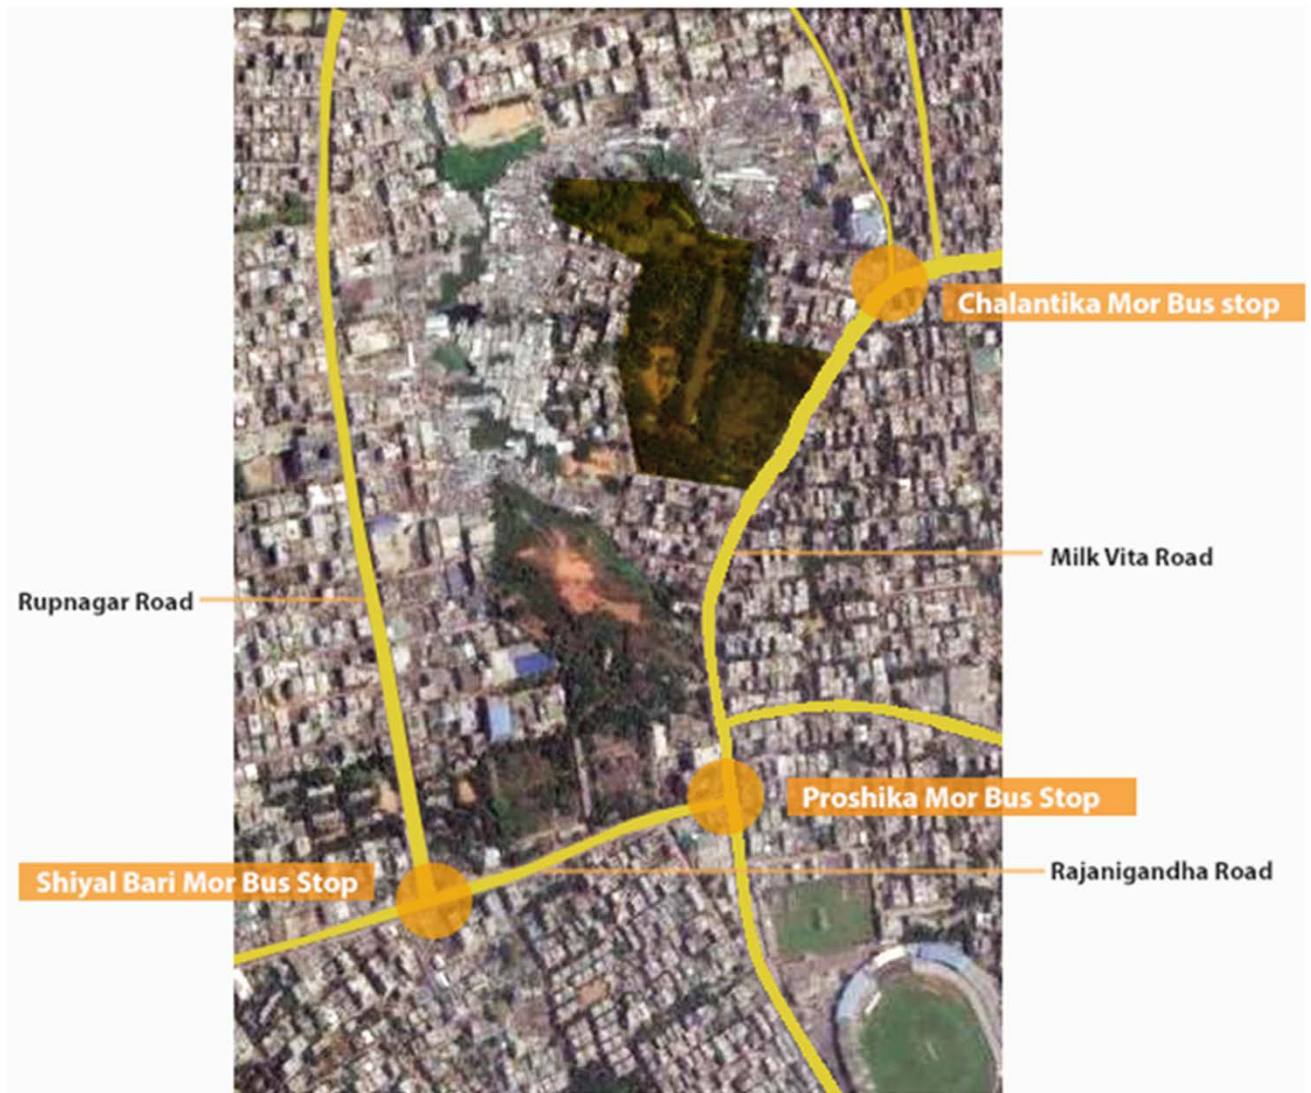 Chalantika Mor Bus stop
Milk Vita Road
Rupnagar Road
Proshika Mor Bus Stop
Rajanigandha Road
Shiyal Bari Mor Bus Stop